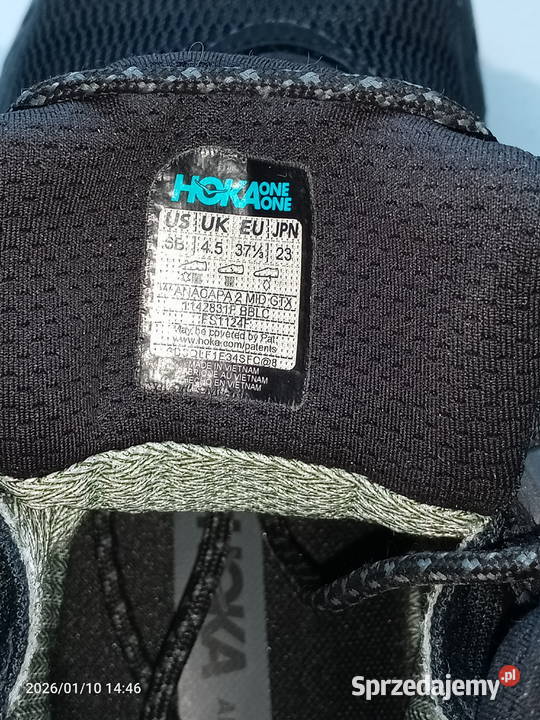 HOKA ONE ONE
US UK EU JPN
4.5 37⅓ 23
2 MID GTX
BBLC
May be covered by Pat.
www.hoka.com/patents
MADE IN VIETNAM
AU VIETNAM
EN VIETNAM
HOKA
2026/01/10 14:46
Sprzedajemy.pl